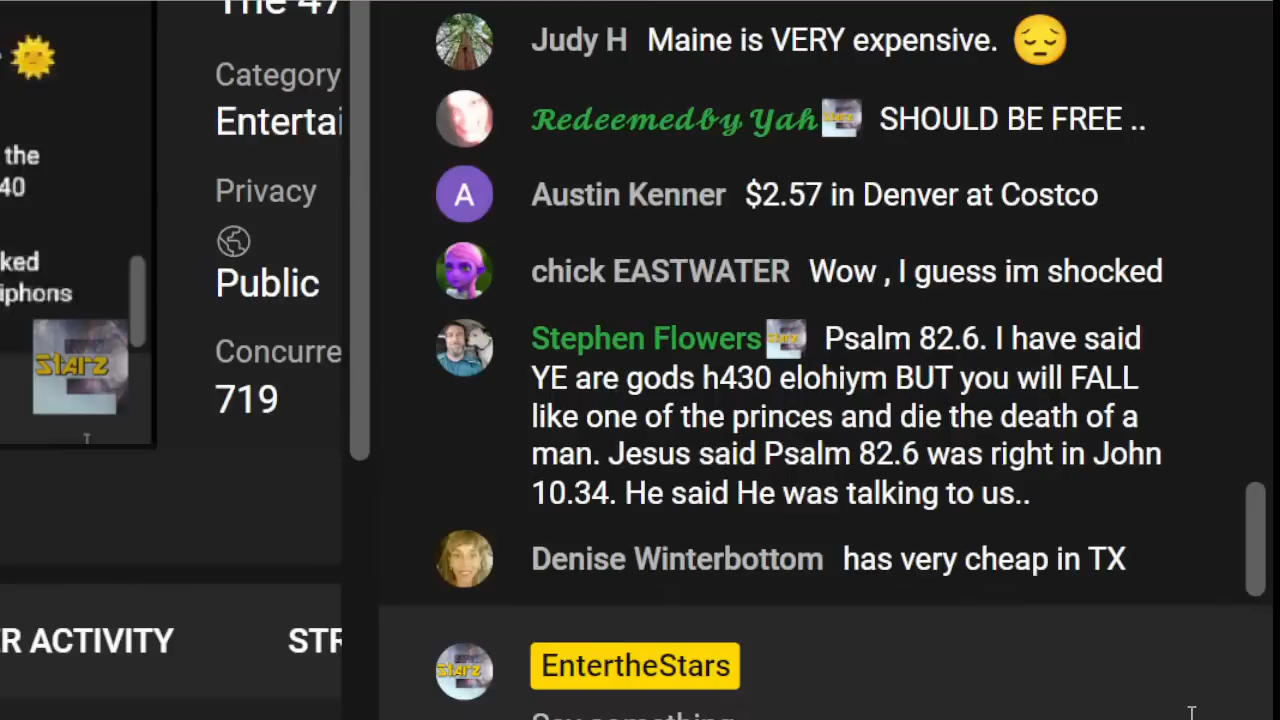 The 47
Category
Entertai
the
40
Privacy
Public
ked
iphons
Starz
Concurre
719
R ACTIVITY
STR
Judy H Maine is VERY expensive.
Redeemed by Yah SHOULD BE FREE ..
A Austin Kenner $2.57 in Denver at Costco
chick EASTWATER Wow , I guess im shocked
Stephen Flowers Psalm 82.6. I have said
YE are gods h430 elohiym BUT you will FALL
like one of the princes and die the death of a
man. Jesus said Psalm 82.6 was right in John
10.34. He said He was talking to us..
Denise Winterbottom has very cheap in TX
Starz EntertheStars
Say something